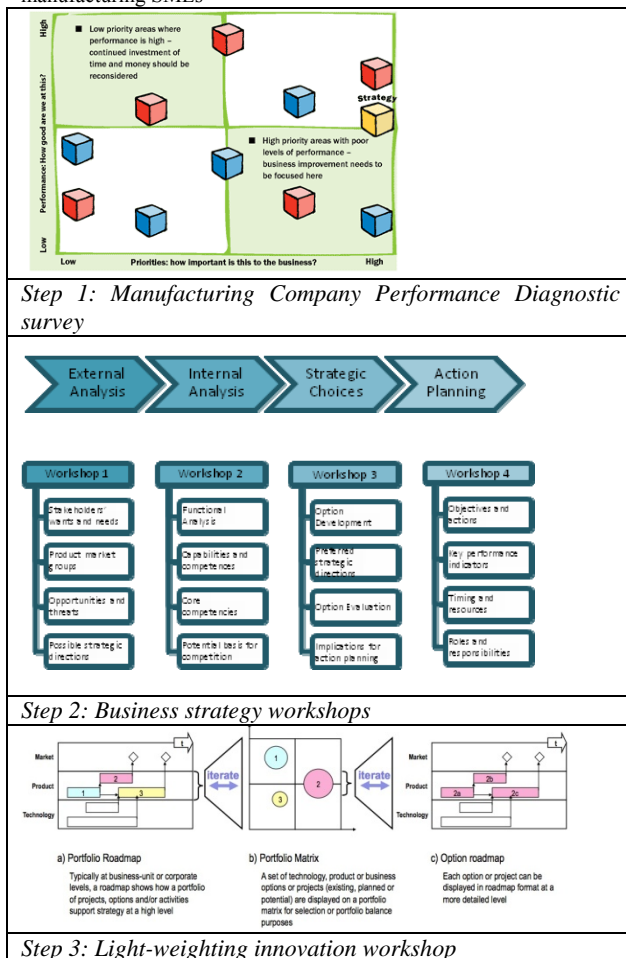 manufacturing SMEs
High
Performance: How good are we at this?
Low
■ Low priority areas where
performance is high –
continued investment of
time and money should be
reconsidered
Strategy
■ High priority areas with poor
levels of performance –
business improvement needs to
be focused here
Low
Priorities: how important is this to the business?
High
Step 1: Manufacturing Company Performance Diagnostic
survey
External
Analysis
Internal
Analysis
Strategic
Choices
Action
Planning
Workshop 1
Stakeholders'
wants and needs
Product market
groups
Opportunities and
threats
Possible strategic
directions
Workshop 2
Functional
Analysis
Capabilities and
competences
Core
competencies
Potential basis for
competition
Workshop 3
Option
Development
Preferred
strategic
directions
Option Evaluation
Implications for
action planning
Workshop 4
Objectives and
actions
Key performance
indicators
Timing and
resources
Roles and
responsibilities
Step 2: Business strategy workshops
t
Market
Product
Technology
2
1
3
iterate
1
2
3
iterate
t
Market
Product
Technology
2b
2a
2c
a) Portfolio Roadmap
Typically at business-unit or corporate
levels, a roadmap shows how a portfolio
of projects, options and/or activities
support strategy at a high level
b) Portfolio Matrix
A set of technology, product or business
options or projects (existing, planned or
potential) are displayed on a portfolio
matrix for selection or portfolio balance
purposes
c) Option roadmap
Each option or project can be
displayed in roadmap format at a
more detailed level
Step 3: Light-weighting innovation workshop